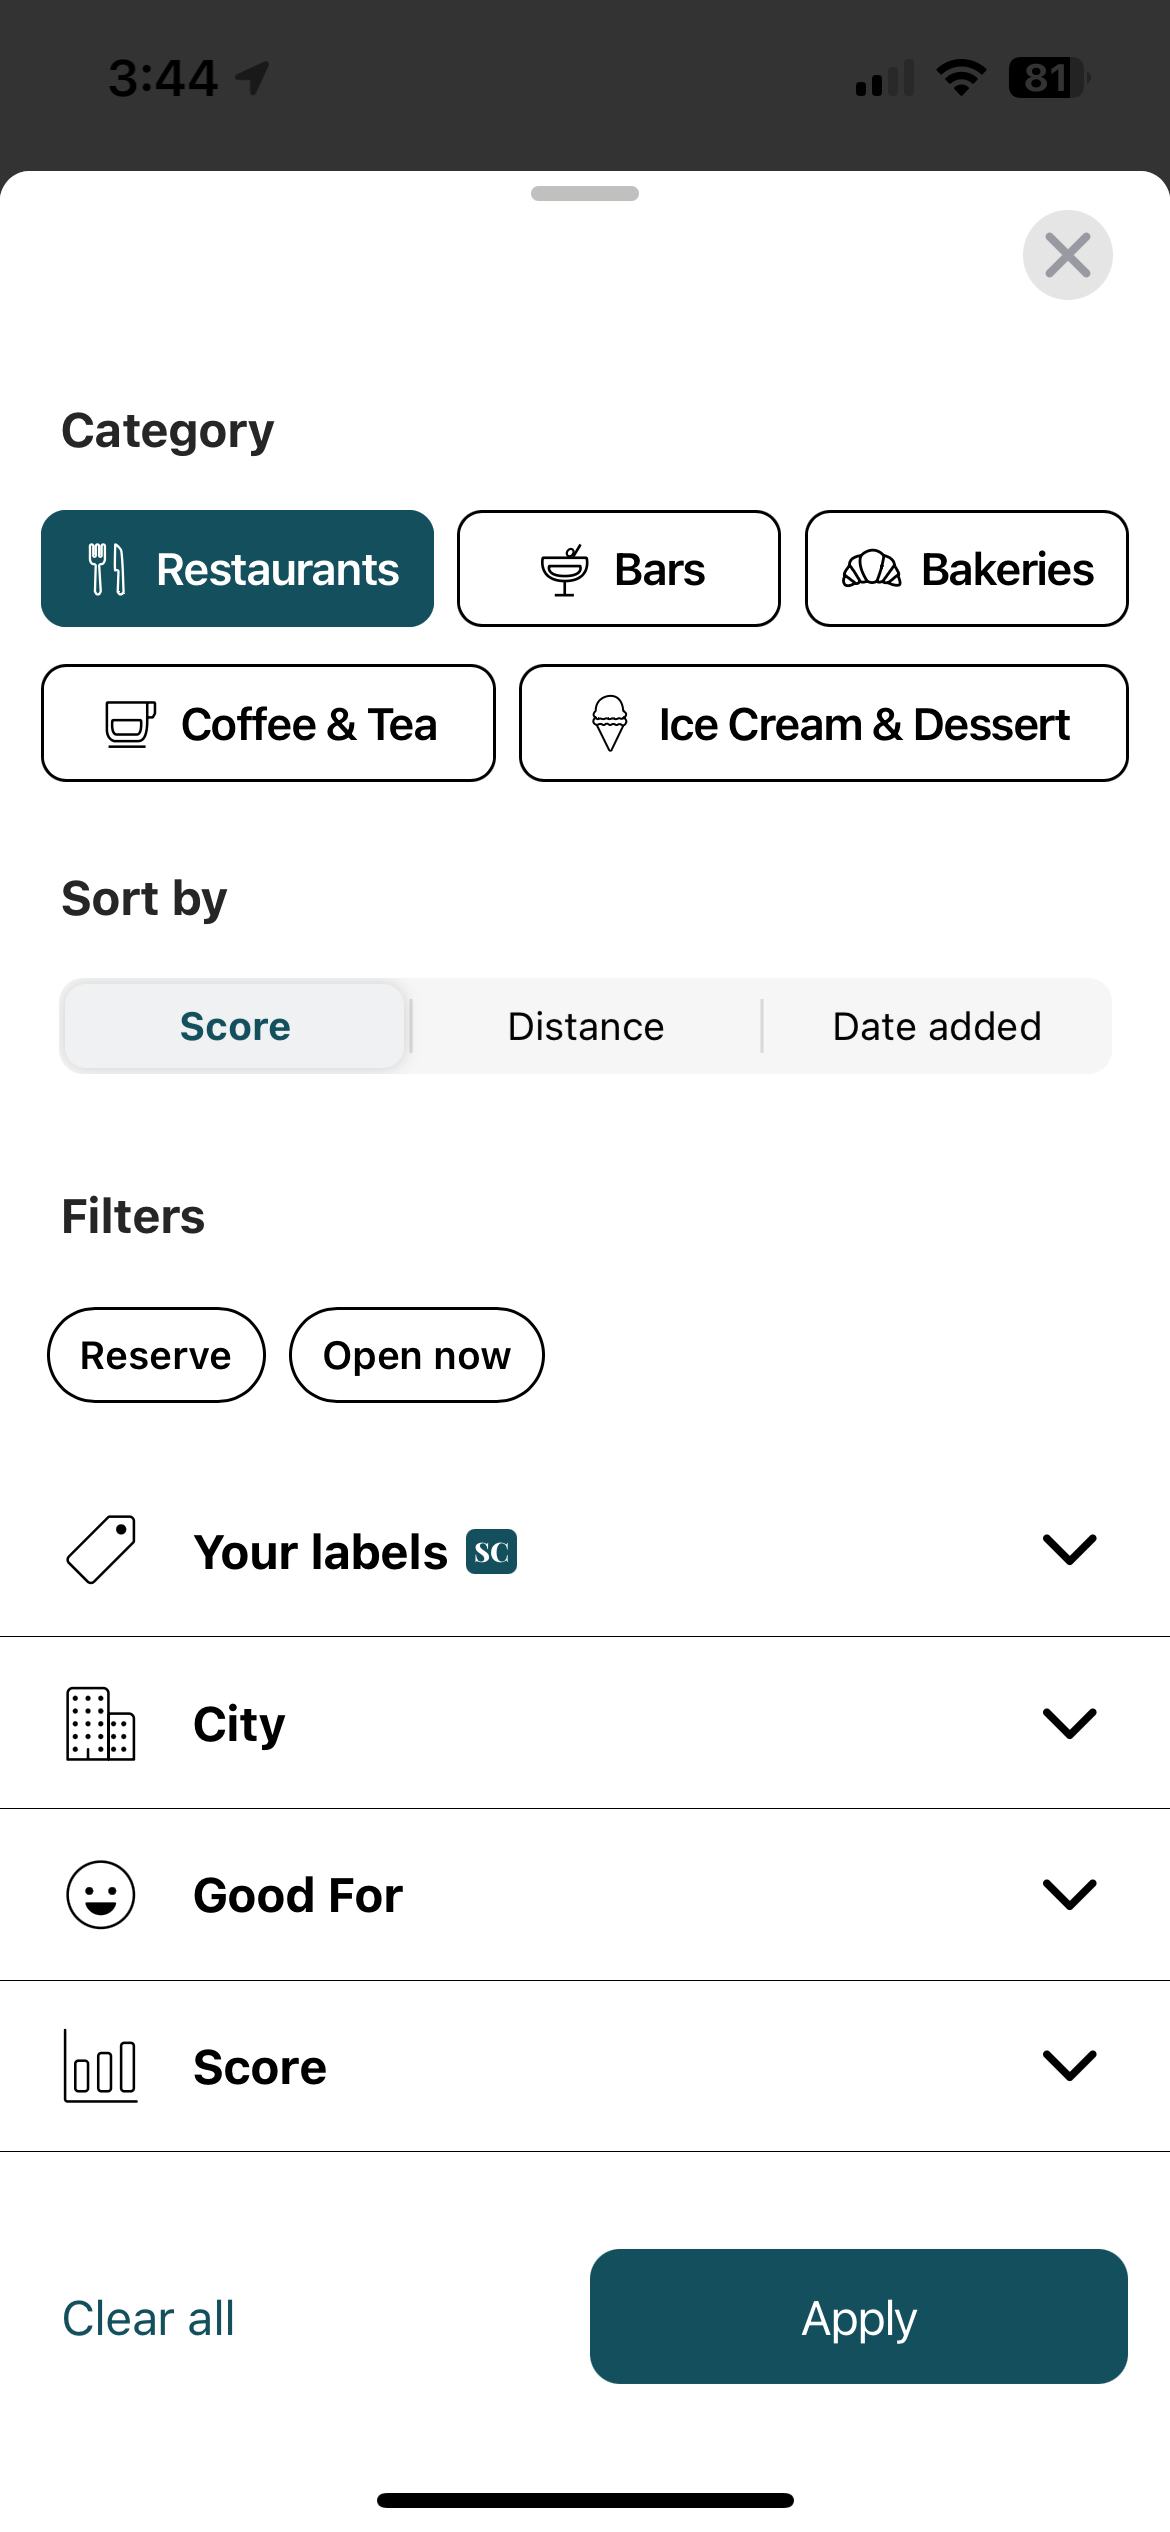 3:44
81
Category
Restaurants
Bars
Bakeries
Coffee & Tea
Ice Cream & Dessert
Sort by
Score
Distance
Date added
Filters
Reserve
Open now
Your labels SC
City
Good For
Score
Clear all
Apply